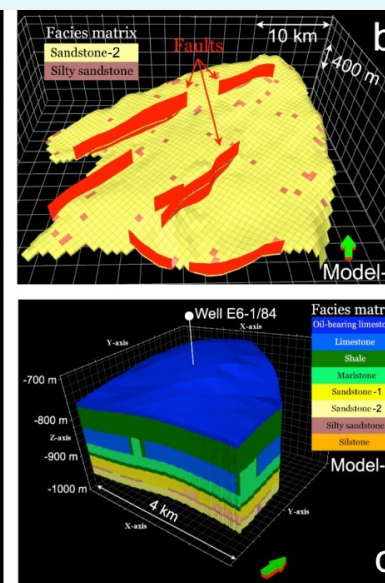 Facies matrix
Sandstone-2
Silty sandstone
Faults
10 km
400 m
b
Model-
Well E6-1/84
X-axis
Y-axis
Facies matri
Oil-bearing limesto
Limestone
Shale
Marlstone
Sandstone-1
Sandstone-2
Silty sandstone
Silstone
-700 m
-800 m
Z-axis
-900 m
-1000 m
4 km
X-axis
Y-axis
Model-